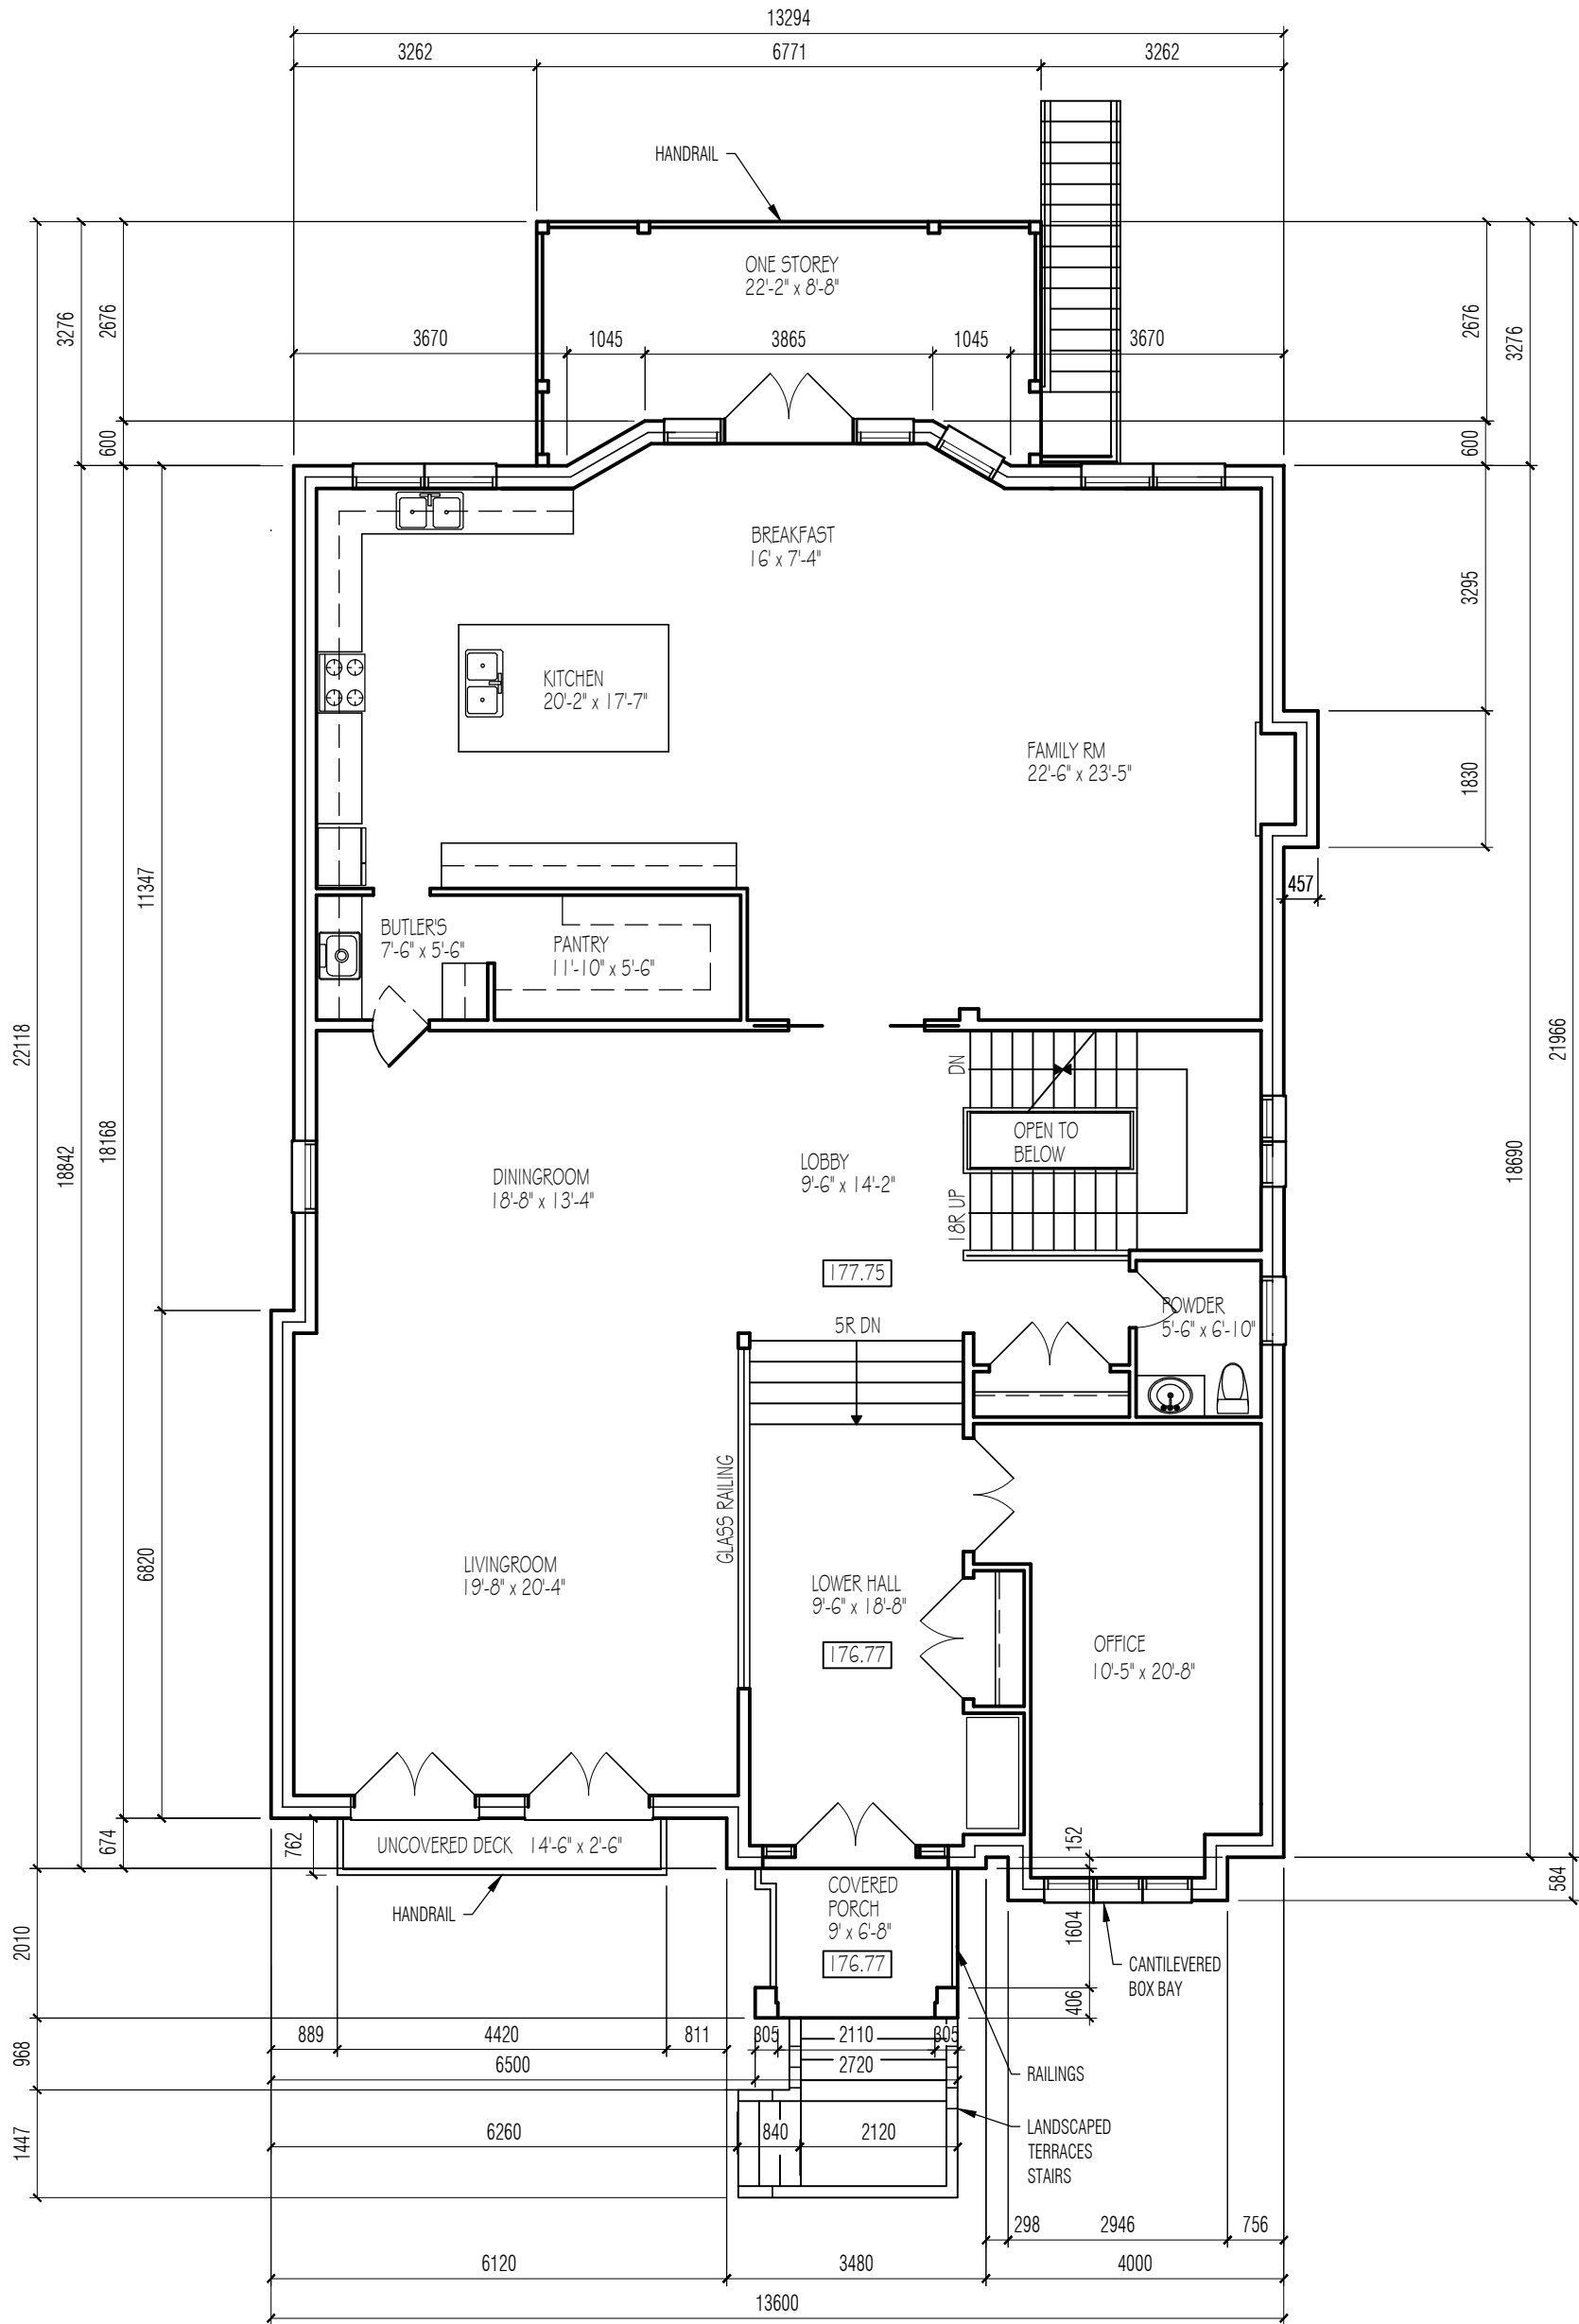 13294
3262
6771
3262
HANDRAIL
ONE STOREY
22'-2" x 8'-8"
3276
2676
2676
3276
3670
1045
3865
1045
3670
600
600
BREAKFAST
16' x 7'-4"
3295
KITCHEN
20'-2" x 17'-7"
FAMILY RM
22'-6" x 23'-5"
1830
11347
457
BUTLER'S
7'-6" x 5'-6"
PANTRY
11'-10" x 5'-6"
22118
21966
DN
18842
18168
18690
OPEN TO
BELOW
DININGROOM
18'-8" x 13'-4"
LOBBY
9'-6" x 14'-2"
18R UP
177.75
POWDER
5'-6" x 6'-10"
5R DN
GLASS RAILING
6820
LIVINGROOM
19'-8" x 20'-4"
LOWER HALL
9'-6" x 18'-8"
176.77
OFFICE
10'-5" x 20'-8"
674
762
UNCOVERED DECK 14'-6" x 2'-6"
152
584
COVERED
PORCH
9' x 6'-8"
176.77
HANDRAIL
2010
1604
CANTILEVERED
BOX BAY
406
889
4420
811
305
2110
305
968
6500
2720
RAILINGS
1447
6260
840
2120
LANDSCAPED
TERRACES
STAIRS
298
2946
756
6120
3480
4000
13600